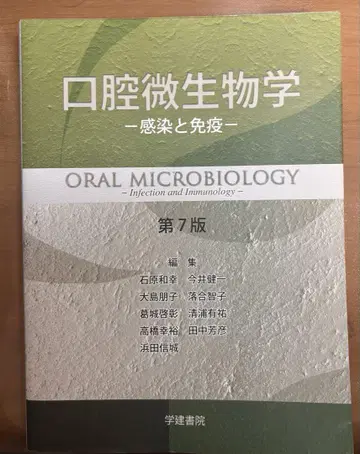 口腔微生物学
－感染と免疫－
ORAL MICROBIOLOGY
– Infection and Immunology –
第7版
編 集
石原和幸 今井健一
大島朋子 落合智子
葛城啓彰 清浦有祐
高橋幸裕 田中芳彦
浜田信城
学建書院